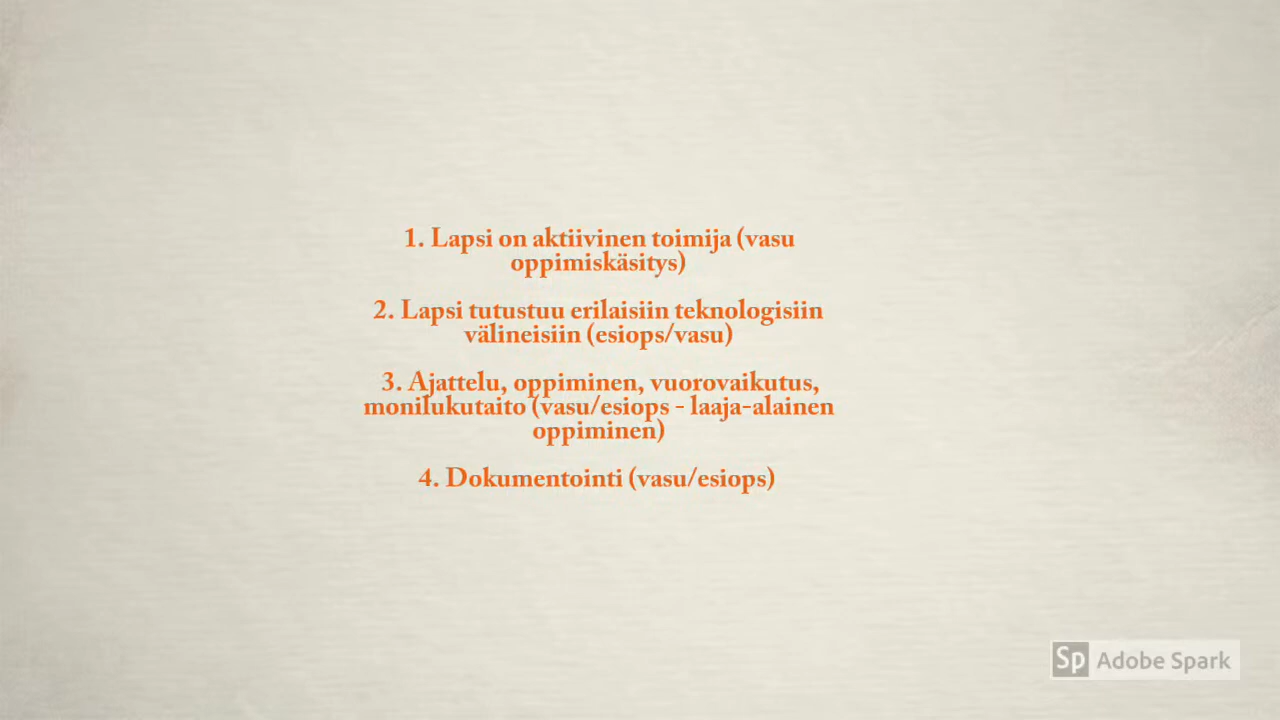 1. Lapsi on aktiivinen toimija (vasu
oppimiskäsitys)
2. Lapsi tutustuu erilaisiin teknologisiin
välineisiin (esiops/vasu)
3. Ajattelu, oppiminen, vuorovaikutus,
monilukutaito (vasu/esiops - laaja-alainen
oppiminen)
4. Dokumentointi (vasu/esiops)
Sp Adobe Spark